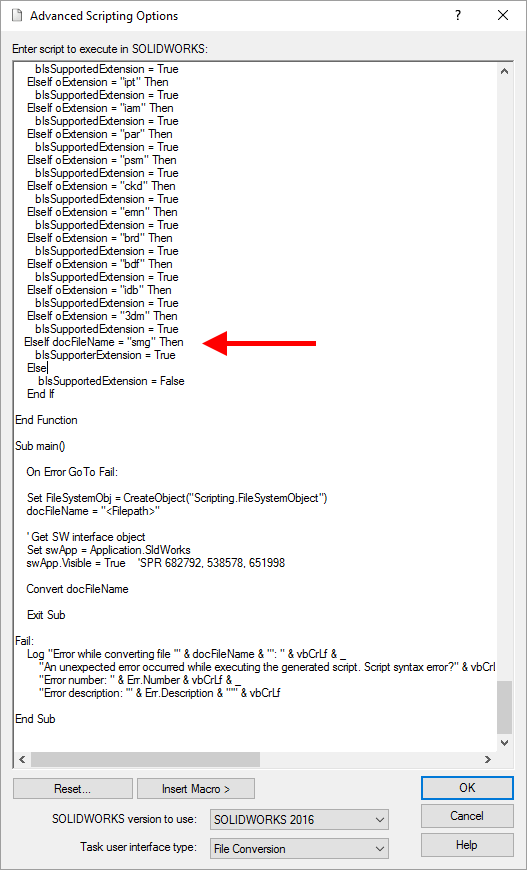 Advanced Scripting Options
Enter script to execute in SOLIDWORKS:
bIsSupportedExtension = True
ElseIf oExtension = "ipt" Then
bIsSupportedExtension = True
ElseIf oExtension = "iam" Then
bIsSupportedExtension = True
ElseIf oExtension = "par" Then
bIsSupportedExtension = True
ElseIf oExtension = "psm" Then
bIsSupportedExtension = True
ElseIf oExtension = "ckd" Then
bIsSupportedExtension = True
ElseIf oExtension = "emn" Then
bIsSupportedExtension = True
ElseIf oExtension = "brd" Then
bIsSupportedExtension = True
ElseIf oExtension = "bdf" Then
bIsSupportedExtension = True
ElseIf oExtension = "idb" Then
bIsSupportedExtension = True
ElseIf oExtension = "3dm" Then
bIsSupportedExtension = True
ElseIf docFileName = "smg" Then
bIsSupporterExtension = True
Else
bIsSupportedExtension = False
End If
End Function
Sub main()
On Error GoTo Fail:
Set FileSystemObj = CreateObject("Scripting.FileSystemObject")
docFileName = "<Filepath>"
' Get SW interface object
Set swApp = Application.SldWorks
swApp.Visible = True 'SPR 682792, 538578, 651998
Convert docFileName
Exit Sub
Fail:
Log "Error while converting file '" & docFileName & "': " & vbCrLf & _
"An unexpected error occurred while executing the generated script. Script syntax error?" & vbCrl
"Error number: " & Err.Number & vbCrLf & _
"Error description: '" & Err.Description & "'" & vbCrLf
End Sub
Reset...
Insert Macro >
OK
SOLIDWORKS version to use:
SOLIDWORKS 2016
Cancel
Task user interface type:
File Conversion
Help